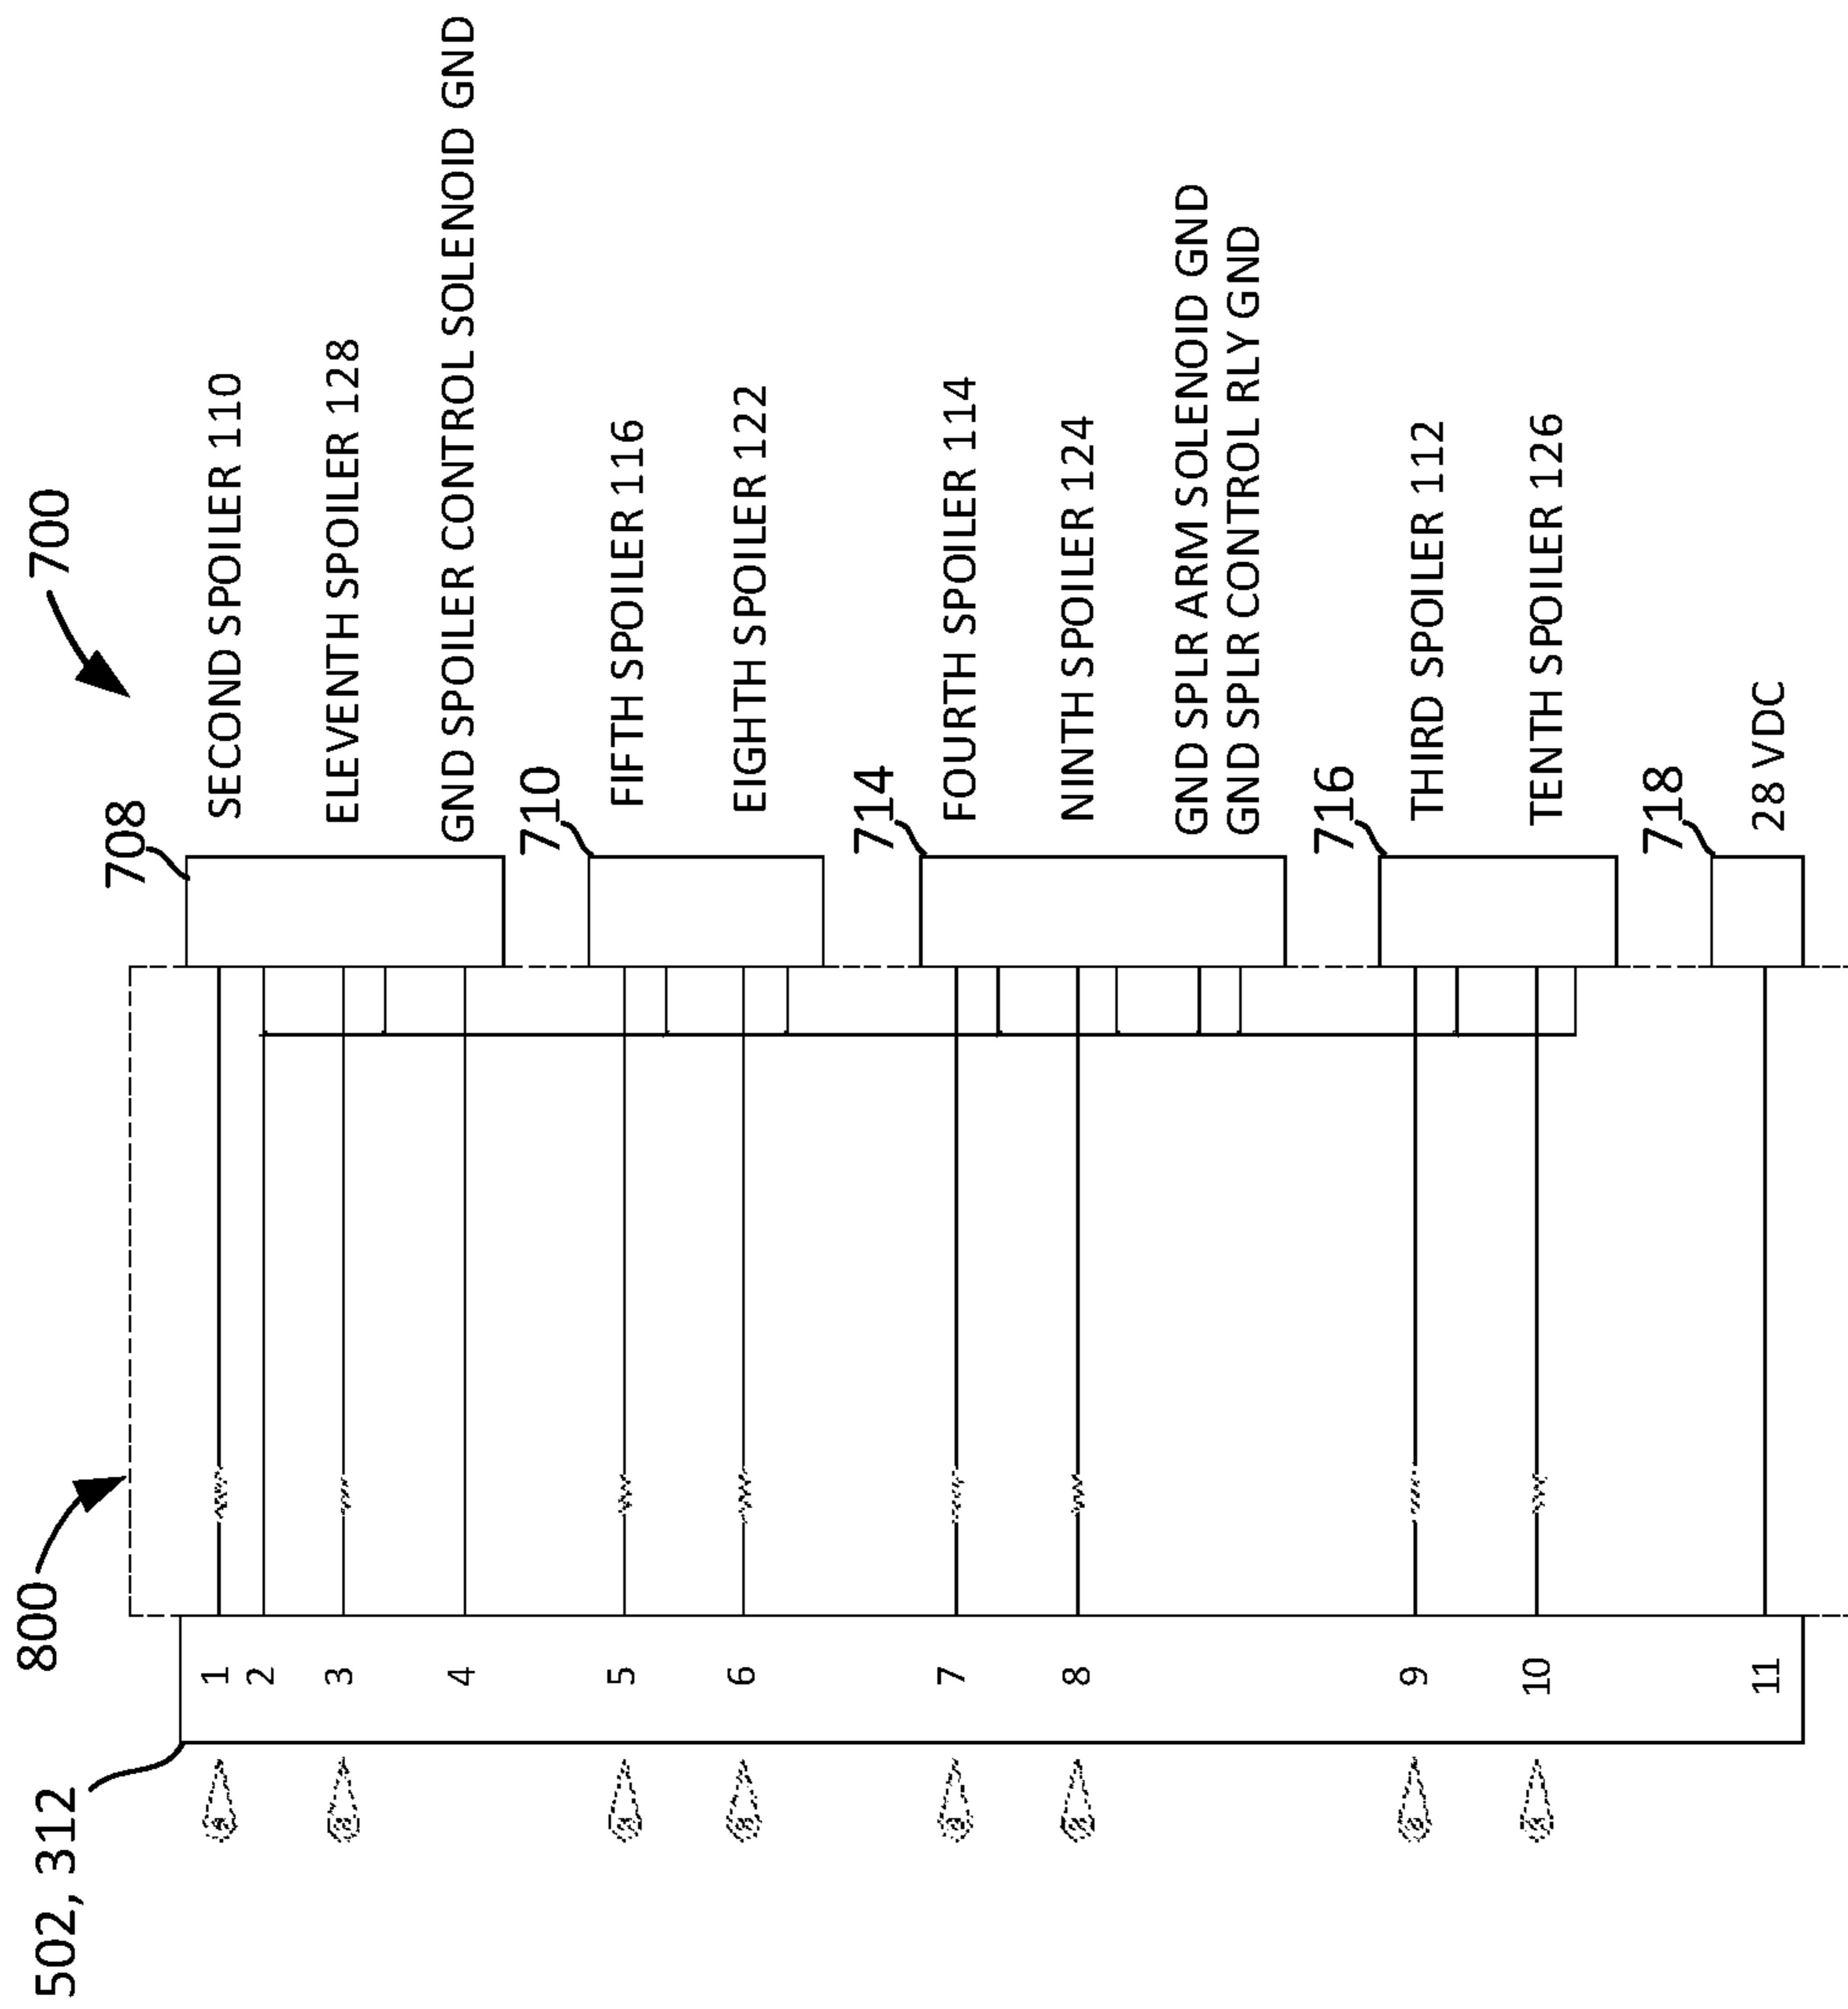 700
800
502, 312
708
SECOND SPOILER 110
ELEVENTH SPOILER 128
GND SPOILER CONTROL SOLENOID GND
710
FIFTH SPOILER 116
EIGHTH SPOILER 122
714
FOURTH SPOILER 114
NINTH SPOILER 124
GND SPLR ARM SOLENOID GND
GND SPLR CONTROL RLY GND
716
THIRD SPOILER 112
TENTH SPOILER 126
718
28 VDC
1
2
3
4
5
6
7
8
9
10
11